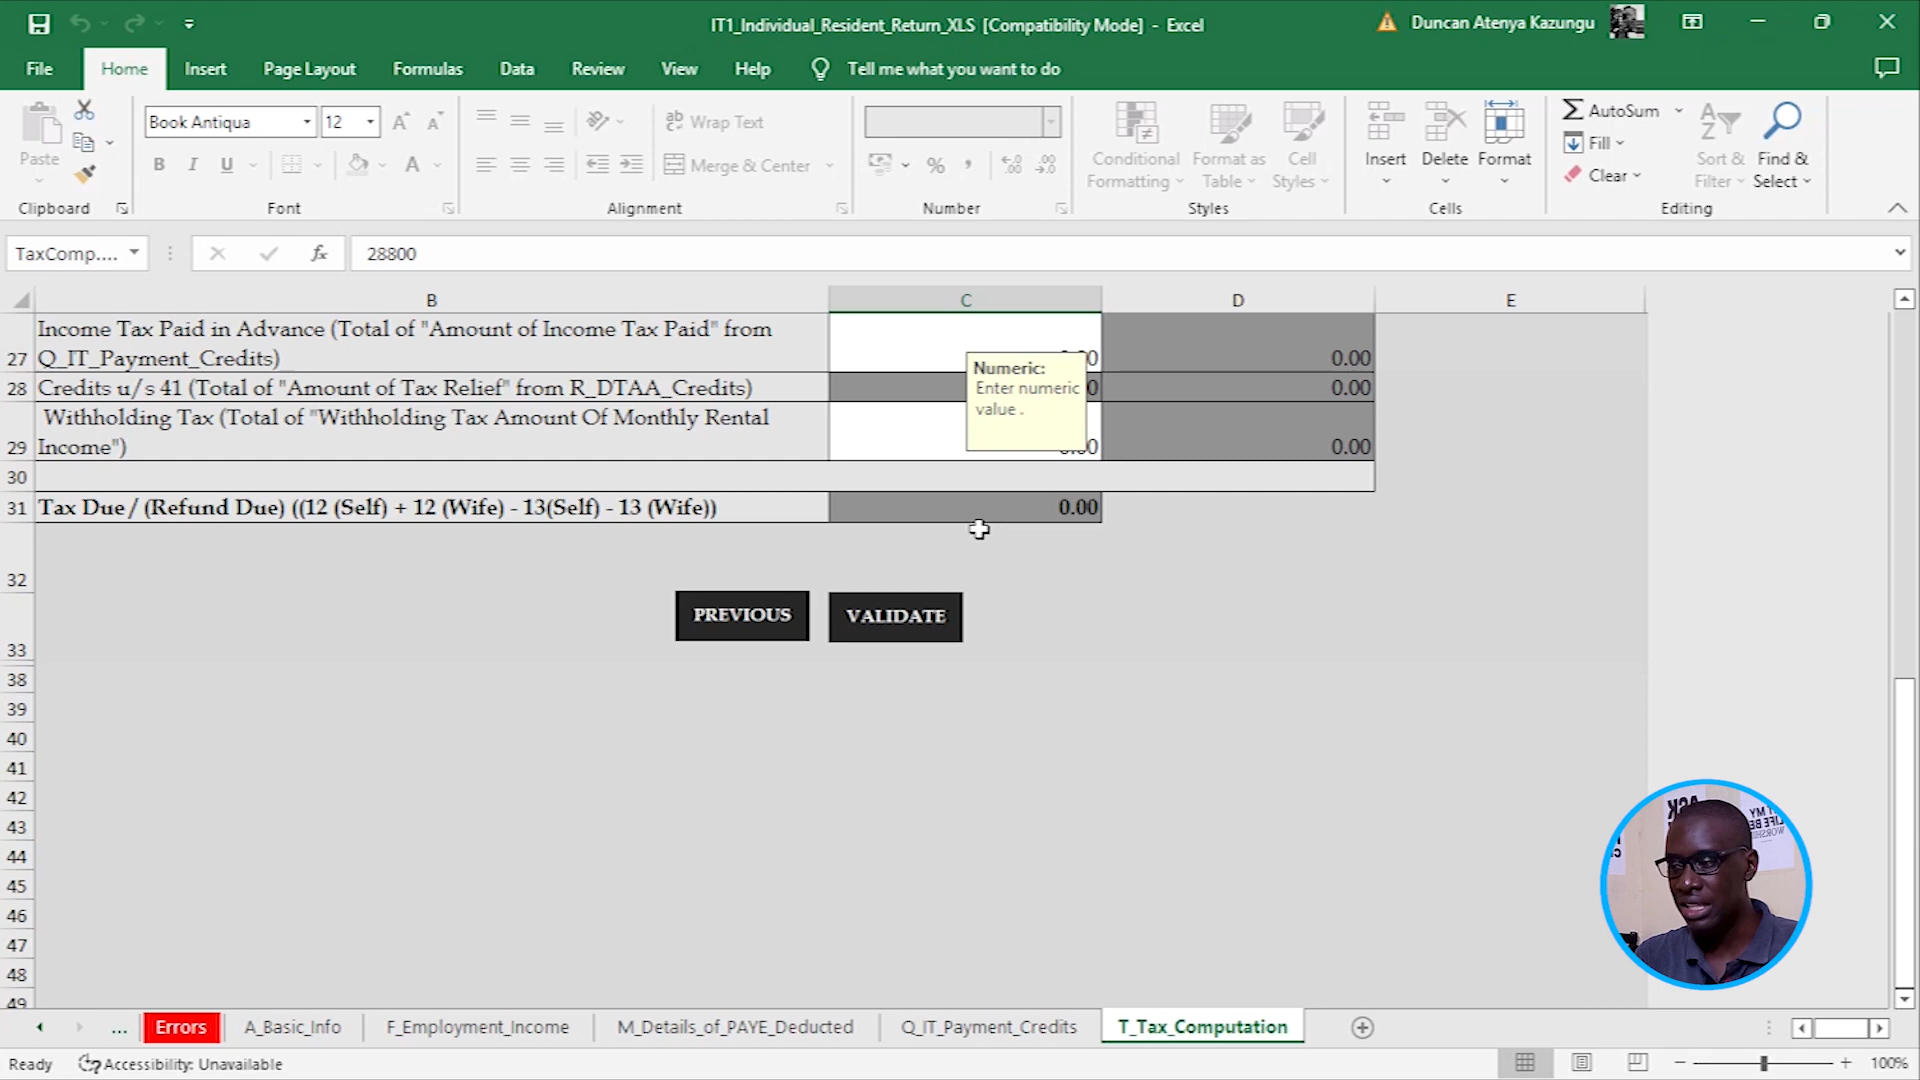 IT1_Individual_Resident_Return_XLS [Compatibility Mode] - Excel
Duncan Atenya Kazungu
File Home Insert Page Layout Formulas Data Review View Help Tell me what you want to do
Paste
Clipboard
Book Antiqua 12
B I U
Font
Wrap Text
Merge & Center
Alignment
%
Number
Conditional Formatting
Format as Table
Cell Styles
Styles
Insert Delete Format
Cells
AutoSum
Fill
Clear
Sort & Filter
Find & Select
Editing
TaxComp.... fx 28800
B C D E
27 Income Tax Paid in Advance (Total of "Amount of Income Tax Paid" from
Q_IT_Payment_Credits) 0.00
28 Credits u/s 41 (Total of "Amount of Tax Relief" from R_DTAA_Credits) 0.00
29 Withholding Tax (Total of "Withholding Tax Amount Of Monthly Rental
Income") 0.00
Numeric:
Enter numeric
value .
30
31 Tax Due/ (Refund Due) ((12 (Self) + 12 (Wife) - 13(Self) - 13 (Wife)) 0.00
32
PREVIOUS VALIDATE
33
38
39
40
41
42
43
44
45
46
47
48
49
... Errors A_Basic_Info F_Employment_Income M_Details_of_PAYE_Deducted Q_IT_Payment_Credits T_Tax_Computation
Ready Accessibility: Unavailable 100%